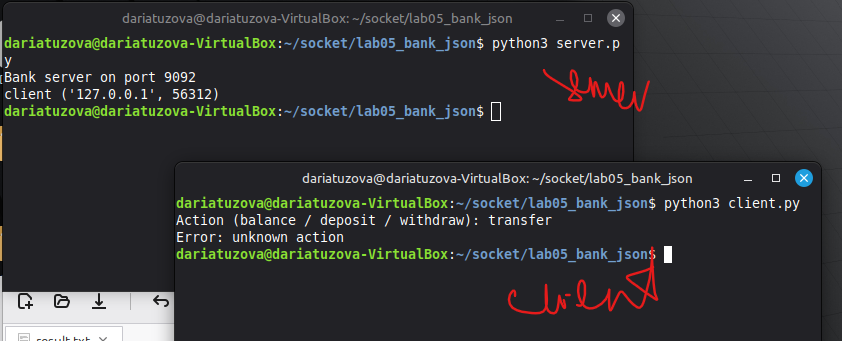 dariatuzova@dariatuzova-VirtualBox: ~/socket/lab05_bank_json
dariatuzova@dariatuzova-VirtualBox:~/socket/lab05_bank_json$ python3 server.p
y
Bank server on port 9092
client ('127.0.0.1', 56312)
dariatuzova@dariatuzova-VirtualBox:~/socket/lab05_bank_json$
server
dariatuzova@dariatuzova-VirtualBox: ~/socket/lab05_bank_json
dariatuzova@dariatuzova-VirtualBox:~/socket/lab05_bank_json$ python3 client.py
Action (balance / deposit / withdraw): transfer
Error: unknown action
dariatuzova@dariatuzova-VirtualBox:~/socket/lab05_bank_json$
client
result.txt